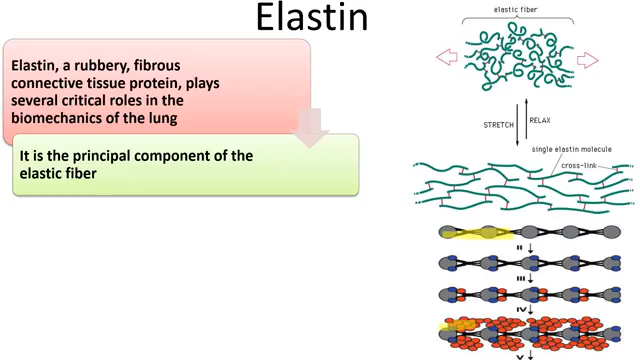 Elastin
Elastin, a rubbery, fibrous
connective tissue protein, plays
several critical roles in the
biomechanics of the lung
It is the principal component of the
elastic fiber
elastic fiber
STRETCH
RELAX
single elastin molecule
cross-link
II
III
IV
V